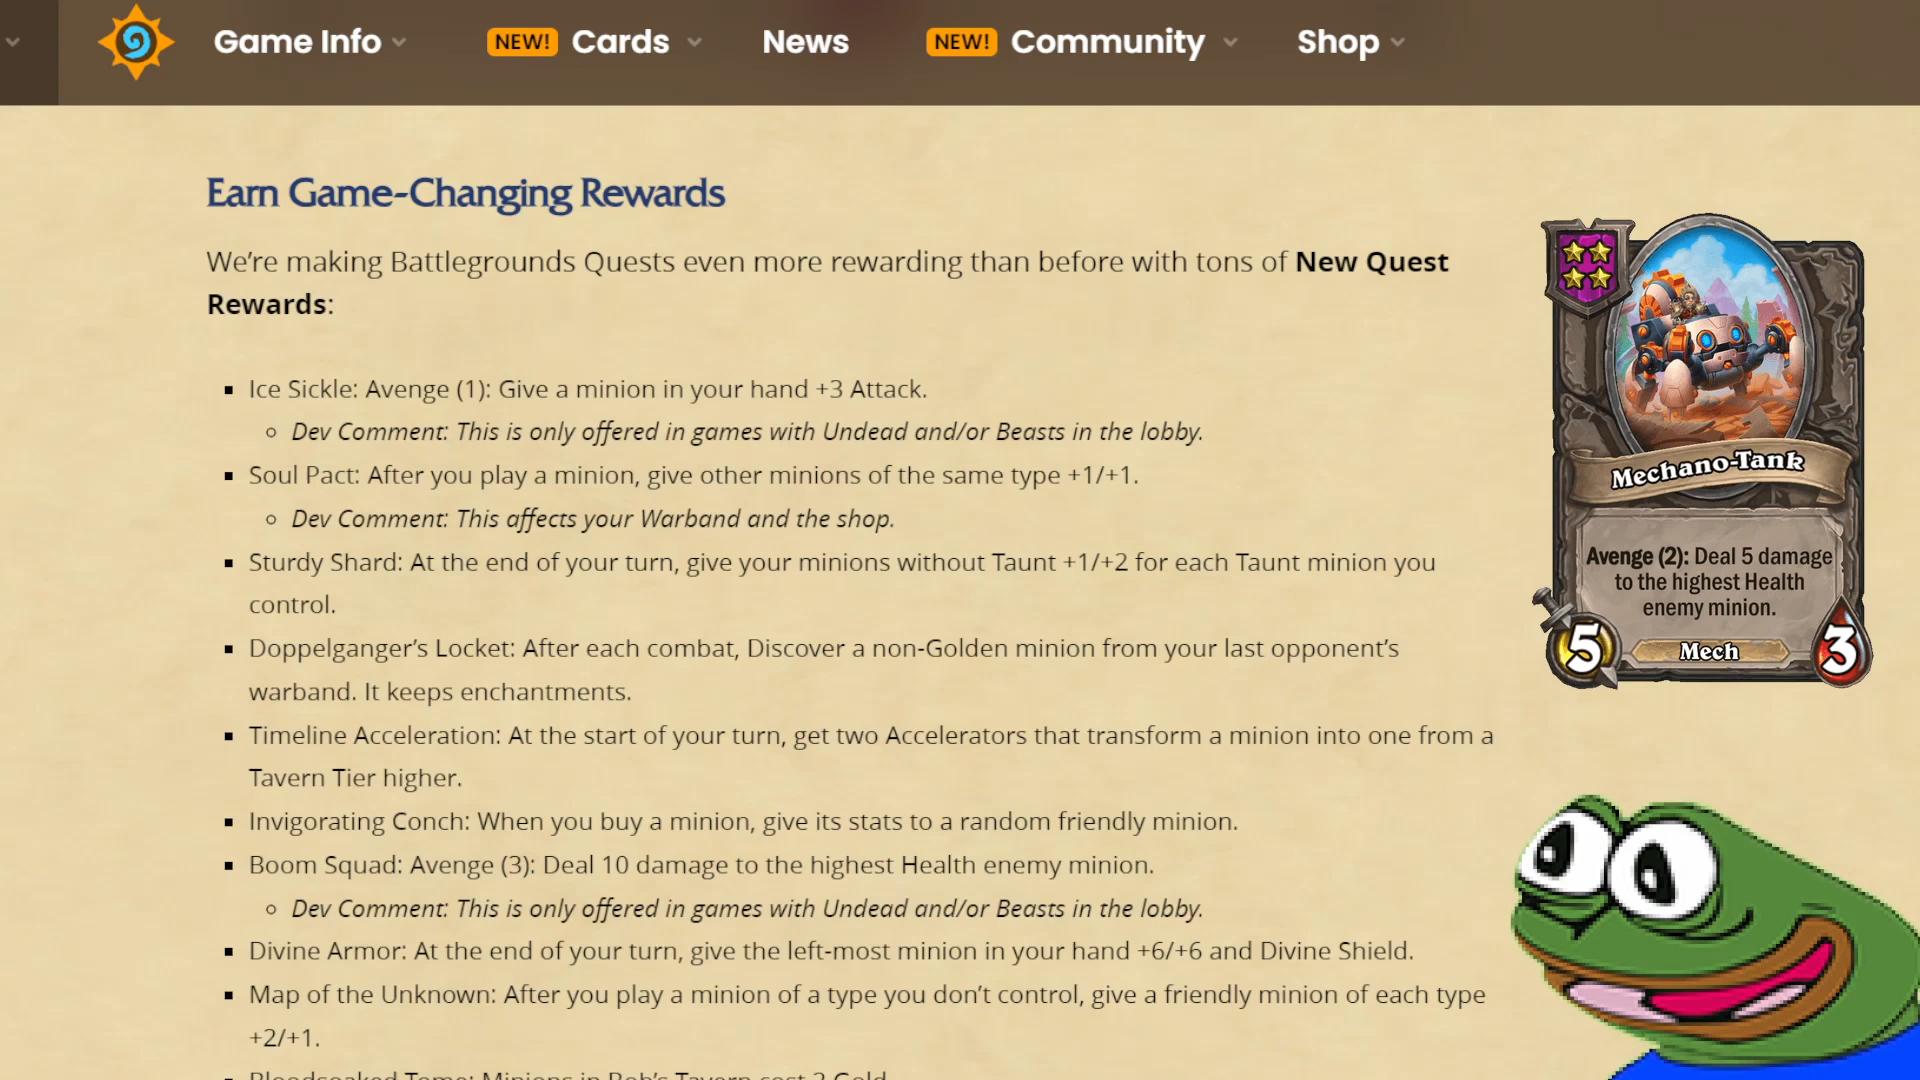 Game Info
NEW! Cards
News
NEW! Community
Shop
Earn Game-Changing Rewards
We’re making Battlegrounds Quests even more rewarding than before with tons of New Quest
Rewards:
▪ Ice Sickle: Avenge (1): Give a minion in your hand +3 Attack.
◦ Dev Comment: This is only offered in games with Undead and/or Beasts in the lobby.
▪ Soul Pact: After you play a minion, give other minions of the same type +1/+1.
◦ Dev Comment: This affects your Warband and the shop.
▪ Sturdy Shard: At the end of your turn, give your minions without Taunt +1/+2 for each Taunt minion you
control.
▪ Doppelganger’s Locket: After each combat, Discover a non-Golden minion from your last opponent’s
warband. It keeps enchantments.
▪ Timeline Acceleration: At the start of your turn, get two Accelerators that transform a minion into one from a
Tavern Tier higher.
▪ Invigorating Conch: When you buy a minion, give its stats to a random friendly minion.
▪ Boom Squad: Avenge (3): Deal 10 damage to the highest Health enemy minion.
◦ Dev Comment: This is only offered in games with Undead and/or Beasts in the lobby.
▪ Divine Armor: At the end of your turn, give the left-most minion in your hand +6/+6 and Divine Shield.
▪ Map of the Unknown: After you play a minion of a type you don’t control, give a friendly minion of each type
+2/+1.
▪ Bloodsoaked Tome: Minions in Bob’s Tavern cost 2 Gold.
Mechano-Tank
Avenge (2): Deal 5 damage
to the highest Health
enemy minion.
5
Mech
3